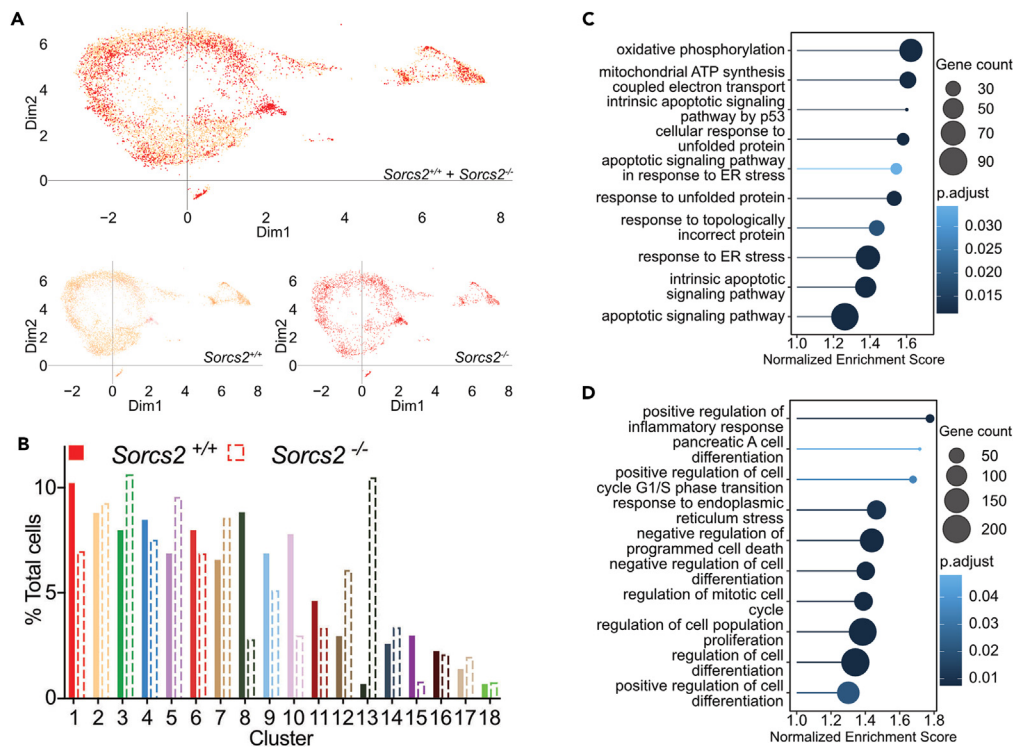 A
6
4
2
0
Dim2
−2
0
2
4
6
8
Dim1
Sorcs2+/+ + Sorcs2-/-
6
4
2
0
Dim2
−2
0
2
4
6
8
Dim1
Sorcs2+/+
6
4
2
0
Dim2
−2
0
2
4
6
8
Dim1
Sorcs2-/-
B
Sorcs2 +/+
Sorcs2 -/-
10
5
0
% Total cells
1 2 3 4 5 6 7 8 9 10 11 12 13 14 15 16 17 18
Cluster
C
oxidative phosphorylation
mitochondrial ATP synthesis
coupled electron transport
intrinsic apoptotic signaling
pathway by p53
cellular response to
unfolded protein
apoptotic signaling pathway
in response to ER stress
response to unfolded protein
response to topologically
incorrect protein
response to ER stress
intrinsic apoptotic
signaling pathway
apoptotic signaling pathway
1.0 1.2 1.4 1.6
Normalized Enrichment Score
Gene count
30
50
70
90
p.adjust
0.030
0.025
0.020
0.015
D
positive regulation of
inflammatory response
pancreatic A cell
differentiation
positive regulation of cell
cycle G1/S phase transition
response to endoplasmic
reticulum stress
negative regulation of
programmed cell death
negative regulation of cell
differentiation
regulation of mitotic cell
cycle
regulation of cell population
proliferation
regulation of cell
differentiation
positive regulation of cell
differentiation
1.0 1.2 1.4 1.6 1.8
Normalized Enrichment Score
Gene count
50
100
150
200
p.adjust
0.04
0.03
0.02
0.01